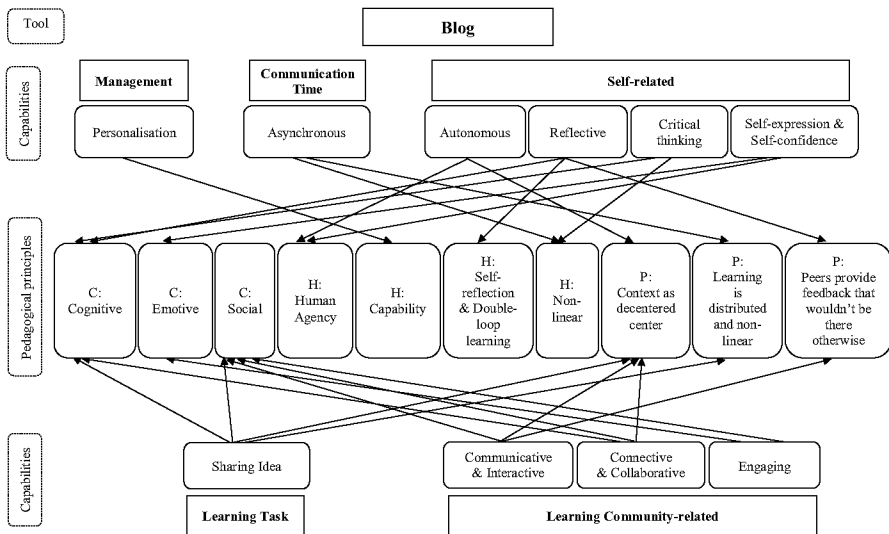 Tool
Blog
Capabilities
Management
Communication
Time
Self-related
Personalisation
Asynchronous
Autonomous
Reflective
Critical
thinking
Self-expression &
Self-confidence
Pedagogical principles
C:
Cognitive
C:
Emotive
C:
Social
H:
Human
Agency
H:
Capability
H:
Self-
reflection
& Double-
loop
learning
H:
Non-
linear
P:
Context as
decentered
center
P:
Learning
is
distributed
and non-
linear
P:
Peers provide
feedback that
wouldn't be
there
otherwise
Capabilities
Sharing Idea
Communicative
& Interactive
Connective
& Collaborative
Engaging
Learning Task
Learning Community-related